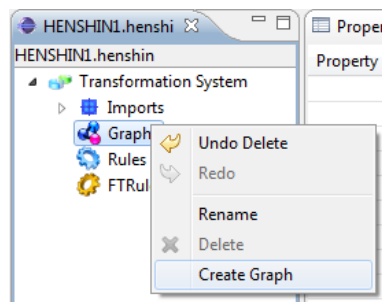 HENSHIN1.henshi
Proper
HENSHIN1.henshin
Property
Transformation System
Imports
Graph
Undo Delete
Rules
Redo
FTRul
Rename
Delete
Create Graph